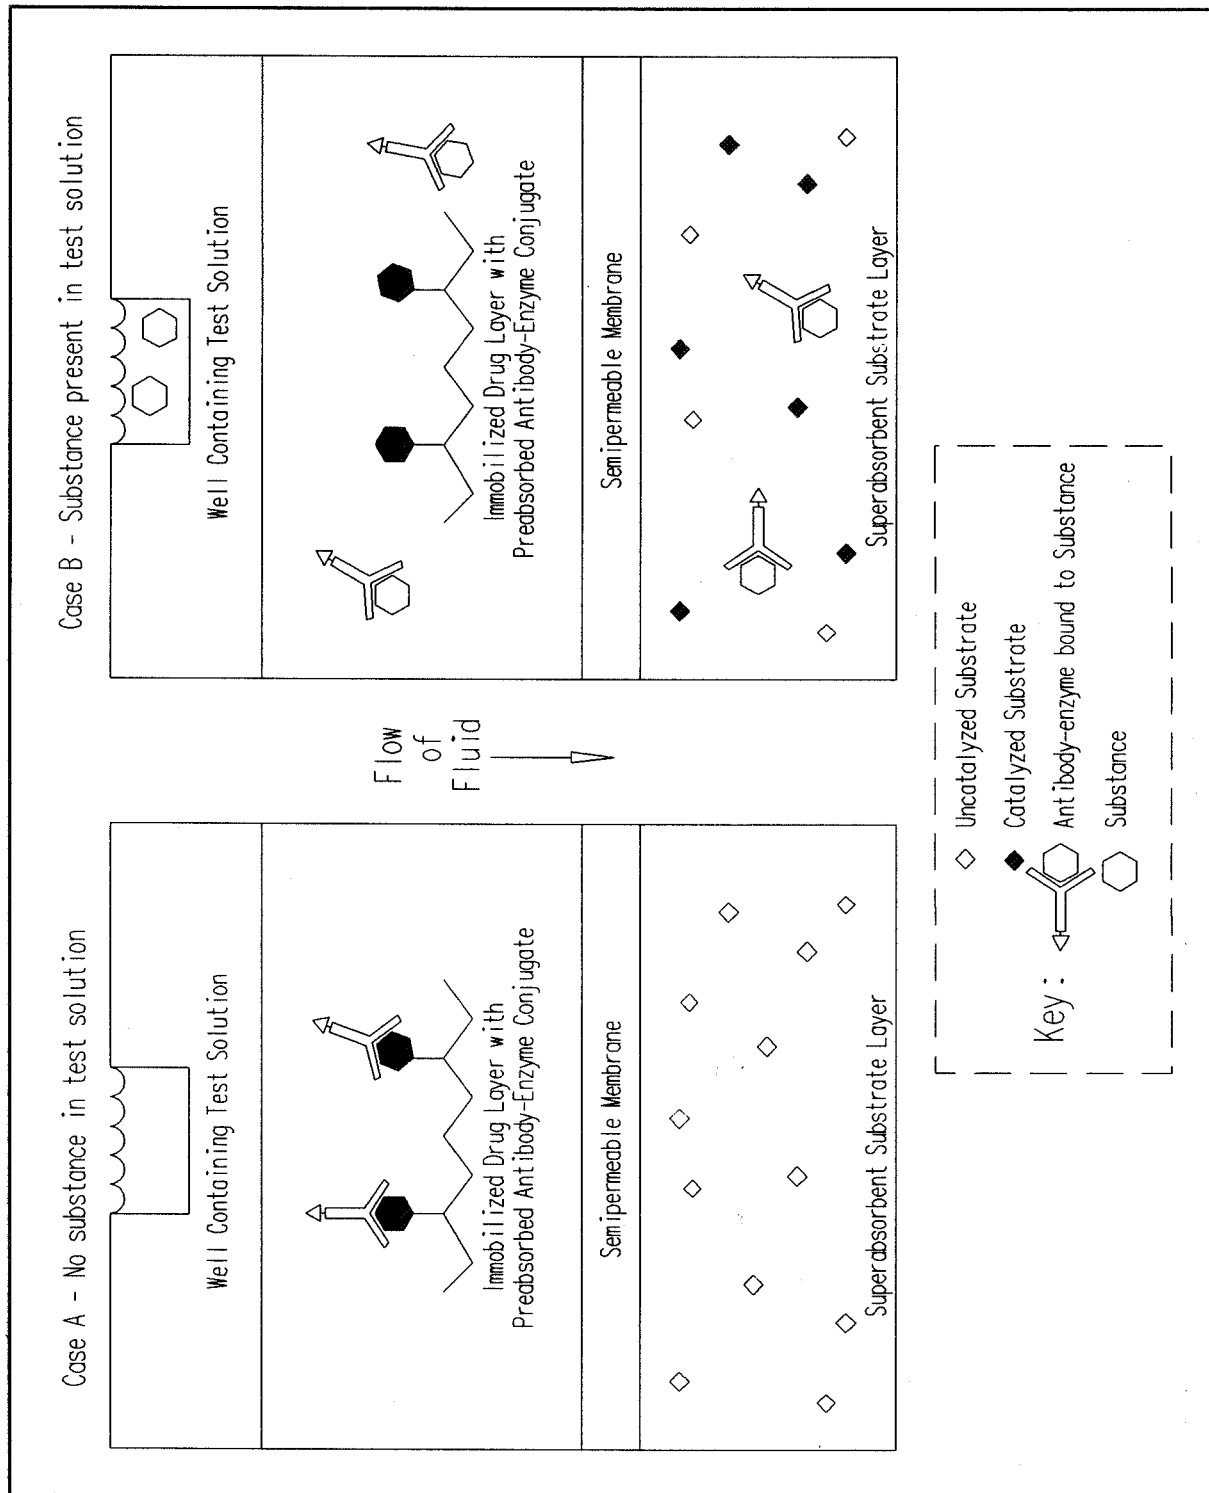 Case A - No substance in test solution
Well Containing Test Solution
Immobilized Drug Layer with
Preabsorbed Antibody-Enzyme Conjugate
Semipermeable Membrane
Superabsorbent Substrate Layer
Flow
of
Fluid
Case B - Substance present in test solution
Well Containing Test Solution
Immobilized Drug Layer with
Preabsorbed Antibody-Enzyme Conjugate
Semipermeable Membrane
Superabsorbent Substrate Layer
Key:
Uncatalyzed Substrate
Catalyzed Substrate
Antibody-enzyme bound to Substance
Substance